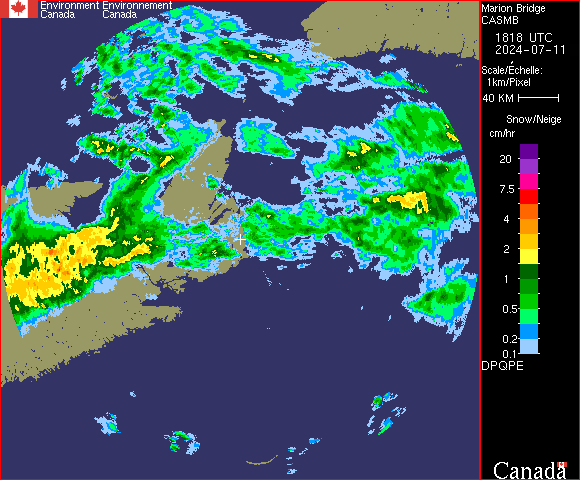 Environment Environnement
Canada Canada
Marion Bridge
CASMB
1818 UTC
2024-07-11
Scale/Échelle:
1km/Pixel
40 KM
Snow/Neige
cm/hr
20
7.5
4
2
1
0.5
0.2
0.1
DPQPE
Canada